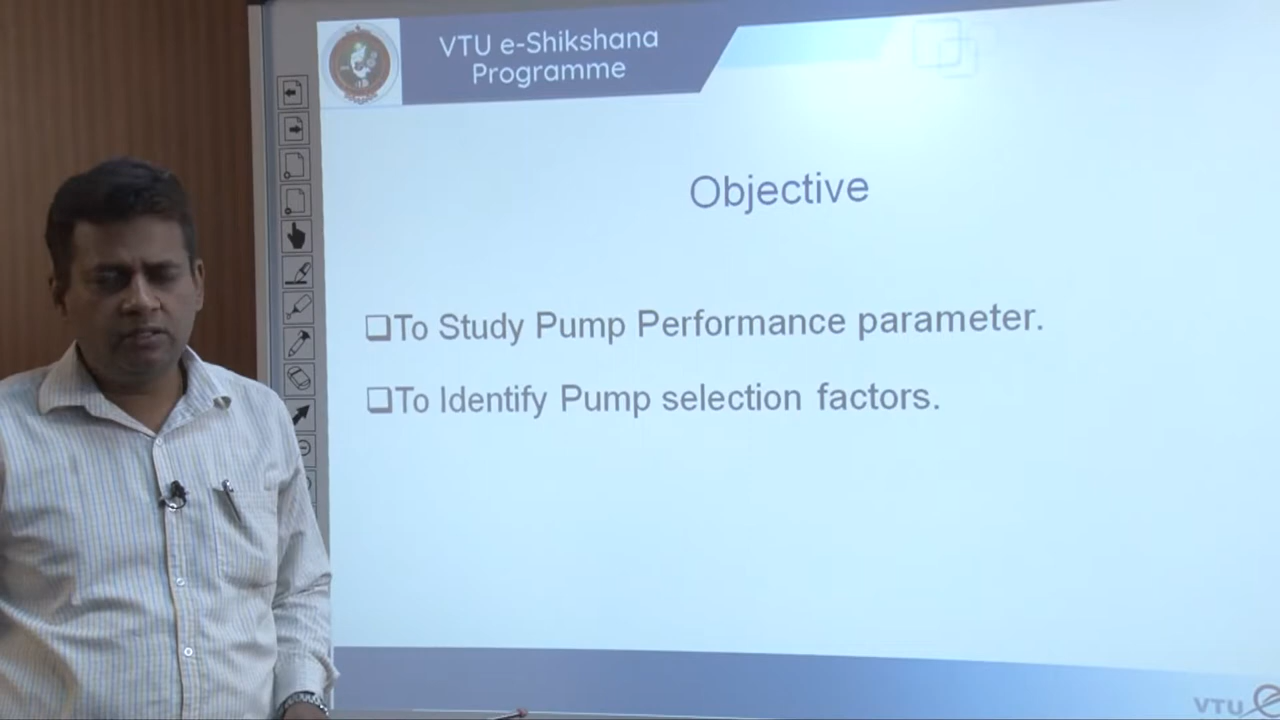 VTU e-Shikshana
Programme
Objective
❑To Study Pump Performance parameter.
❑To Identify Pump selection factors.
VTU e